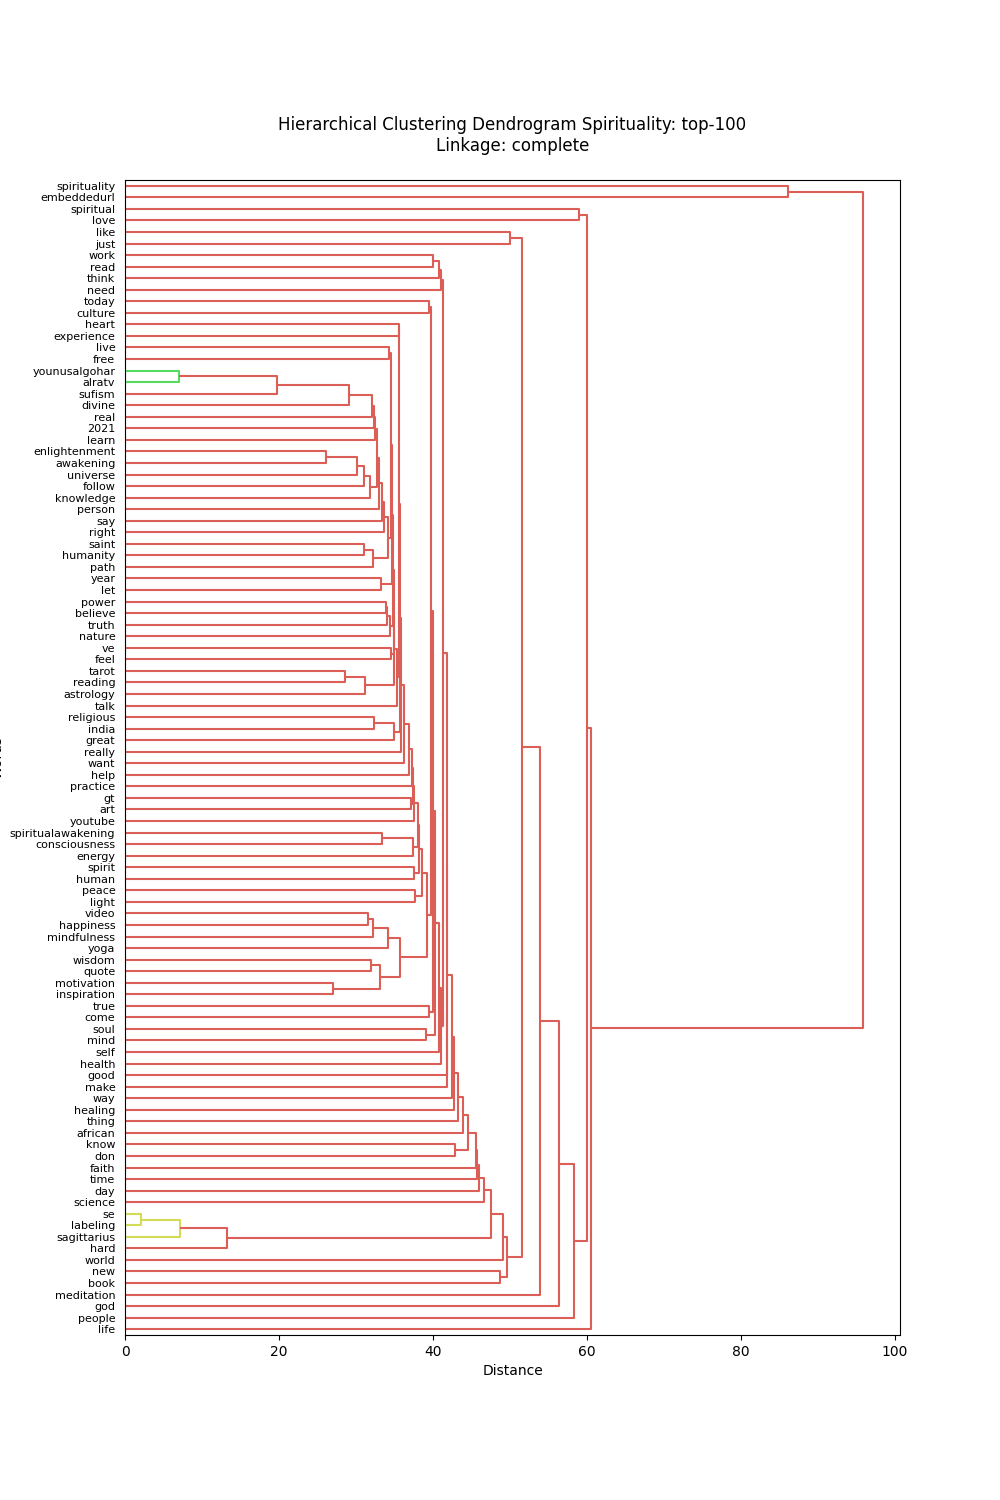 Hierarchical Clustering Dendrogram Spirituality: top-100
Linkage: complete
spirituality
embeddedurl
spiritual
love
like
just
work
read
think
need
today
culture
heart
experience
live
free
younusalgohar
alratv
sufism
divine
real
2021
learn
enlightenment
awakening
universe
follow
knowledge
person
say
right
saint
humanity
path
year
let
power
believe
truth
nature
ve
feel
tarot
reading
astrology
talk
religious
india
great
really
want
help
practice
gt
art
youtube
spiritualawakening
consciousness
energy
spirit
human
peace
light
video
happiness
mindfulness
yoga
wisdom
quote
motivation
inspiration
true
come
soul
mind
self
health
good
make
way
healing
thing
african
know
don
faith
time
day
science
se
labeling
sagittarius
hard
world
new
book
meditation
god
people
life
0 20 40 60 80 100
Distance